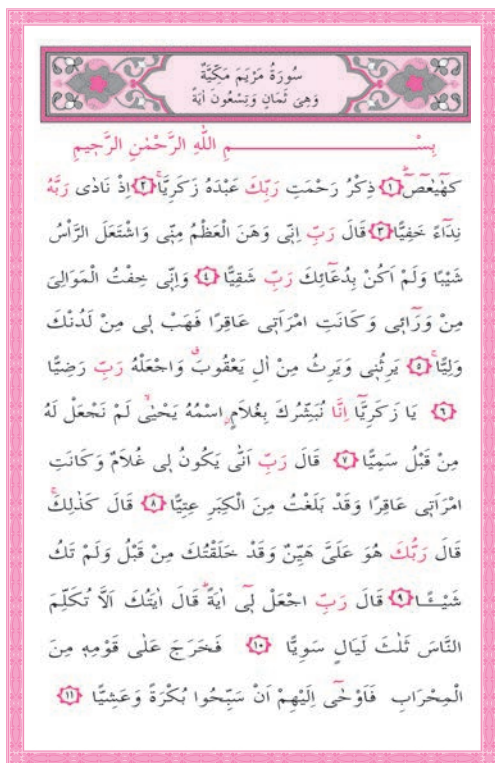 سُورَةُ مَرْيَمَ مَكِّيَّةٌ
وَهِىَ ثَمَانٍ وَتِسْعُونَ اٰيَةً
بِسْــــمِ اللّٰهِ الرَّحْمٰنِ الرَّحٖيمِ
كٓهٰيٰعٓصٓ ﴿١﴾ ذِكْرُ رَحْمَتِ رَبِّكَ عَبْدَهُ زَكَرِيَّاۚ ﴿٢﴾ اِذْ نَادٰى رَبَّهُ
نِدَٓاءً خَفِيًّا ﴿٣﴾ قَالَ رَبِّ اِنّٖى وَهَنَ الْعَظْمُ مِنّٖى وَاشْتَعَلَ الرَّاْسُ
شَيْبًا وَلَمْ اَكُنْ بِدُعَٓائِكَ رَبِّ شَقِيًّا ﴿٤﴾ وَاِنّٖى خِفْتُ الْمَوَالِىَ
مِنْ وَرَٓائٖى وَكَانَتِ امْرَاَتٖى عَاقِرًا فَهَبْ لٖى مِنْ لَدُنْكَ
وَلِيًّاۙ ﴿٥﴾ يَرِثُنٖى وَيَرِثُ مِنْ اٰلِ يَعْقُوبَۗ وَاجْعَلْهُ رَبِّ رَضِيًّا
﴿٦﴾ يَا زَكَرِيَّٓا اِنَّا نُبَشِّرُكَ بِغُلَامٍ ࣙاسْمُهُ يَحْيٰىۙ لَمْ نَجْعَلْ لَهُ
مِنْ قَبْلُ سَمِيًّا ﴿٧﴾ قَالَ رَبِّ اَنّٰى يَكُونُ لٖى غُلَامٌ وَكَانَتِ
امْرَاَتٖى عَاقِرًا وَقَدْ بَلَغْتُ مِنَ الْكِبَرِ عِتِيًّا ﴿٨﴾ قَالَ كَذٰلِكَۚ
قَالَ رَبُّكَ هُوَ عَلَىَّ هَيِّنٌ وَقَدْ خَلَقْتُكَ مِنْ قَبْلُ وَلَمْ تَكُ
شَيْـًٔا ﴿٩﴾ قَالَ رَبِّ اجْعَلْ لٖٓى اٰيَةًۜ قَالَ اٰيَتُكَ اَلَّا تُكَلِّمَ
النَّاسَ ثَلٰثَ لَيَالٍ سَوِيًّا ﴿١٠﴾ فَخَرَجَ عَلٰى قَوْمِهٖ مِنَ
الْمِحْرَابِ فَاَوْحٰٓى اِلَيْهِمْ اَنْ سَبِّحُوا بُكْرَةً وَعَشِيًّا ﴿١١﴾